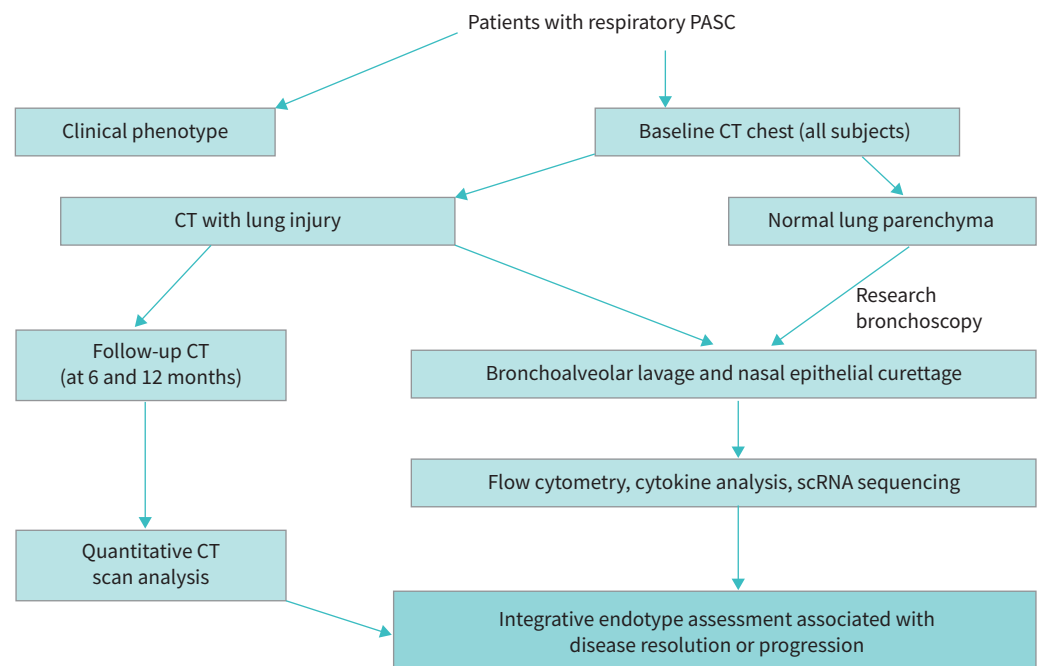 Patients with respiratory PASC
Clinical phenotype
Baseline CT chest (all subjects)
CT with lung injury
Normal lung parenchyma
Research
bronchoscopy
Follow-up CT
(at 6 and 12 months)
Bronchoalveolar lavage and nasal epithelial curettage
Flow cytometry, cytokine analysis, scRNA sequencing
Quantitative CT
scan analysis
Integrative endotype assessment associated with
disease resolution or progression